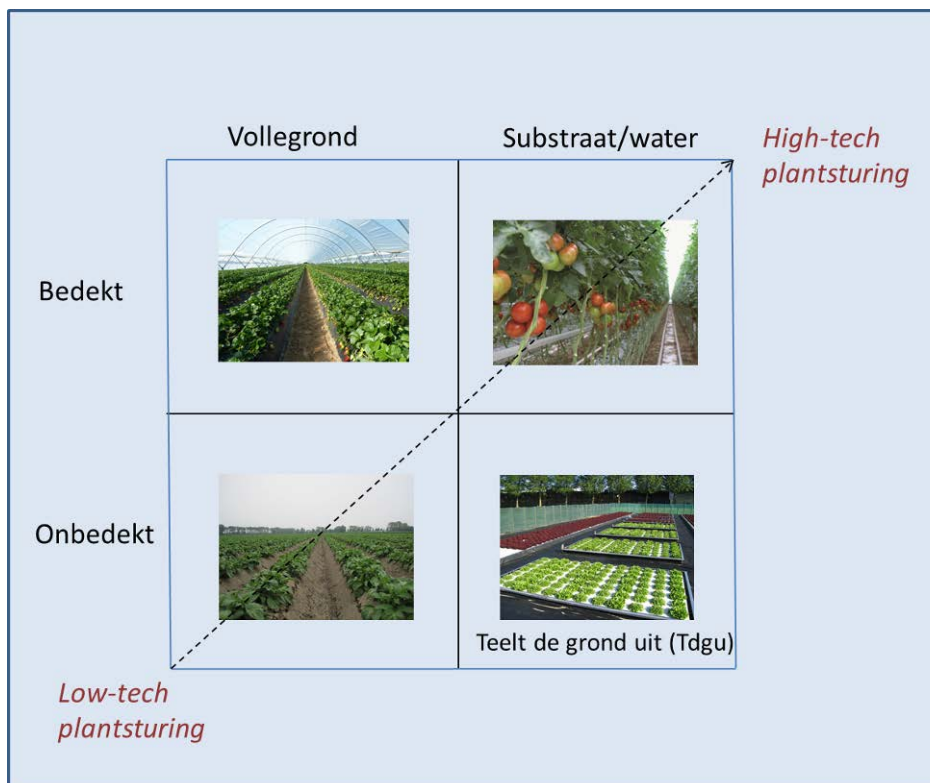 Vollegrond
Substraat/water
High-tech
plantsturing
Bedekt
Onbedekt
Teelt de grond uit (Tdgu)
Low-tech
plantsturing